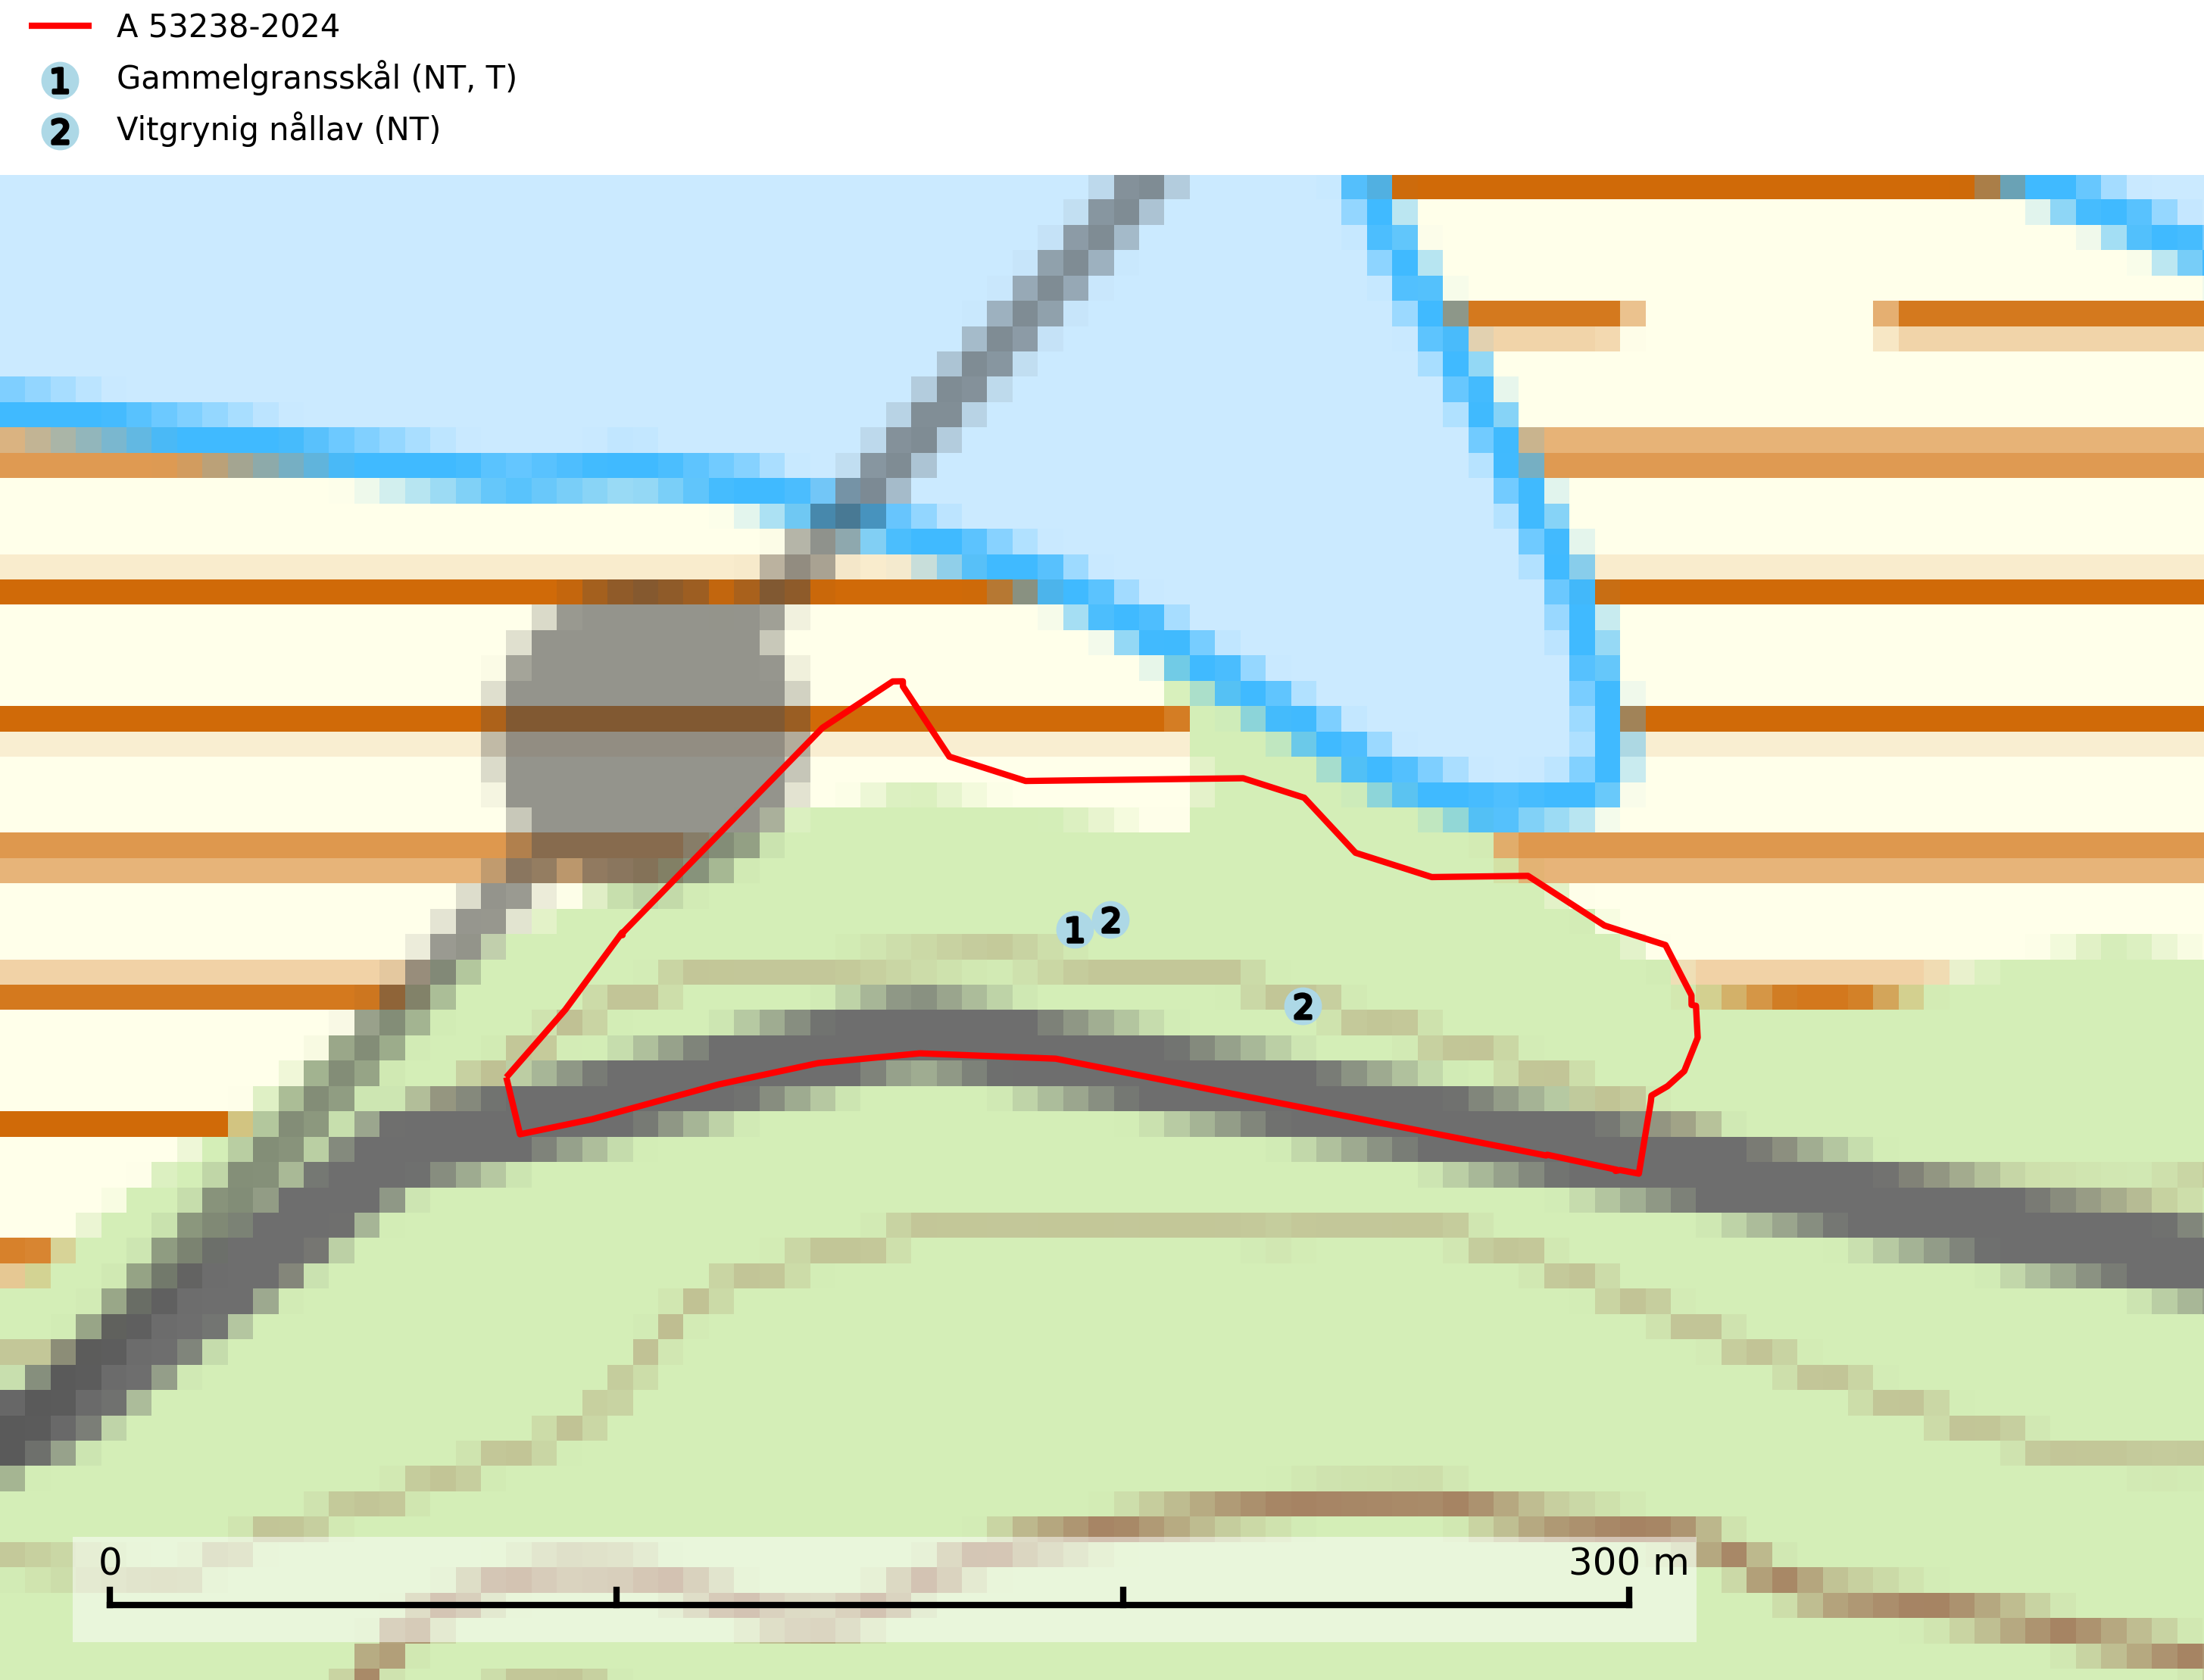 A 53238-2024
1 Gammelgransskål (NT, T)
2 Vitgrynig nållav (NT)
1 2
2
0 300 m